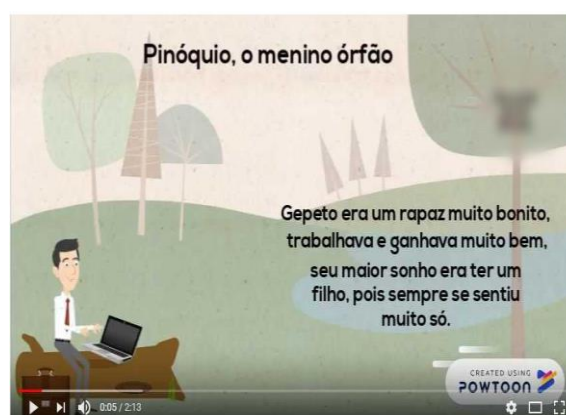 Pinóquio, o menino órfão
Gepeto era um rapaz muito bonito,
trabalhava e ganhava muito bem,
seu maior sonho era ter um
filho, pois sempre se sentiu
muito só.
CREATED USING
POWTOON
0:05 / 2:13